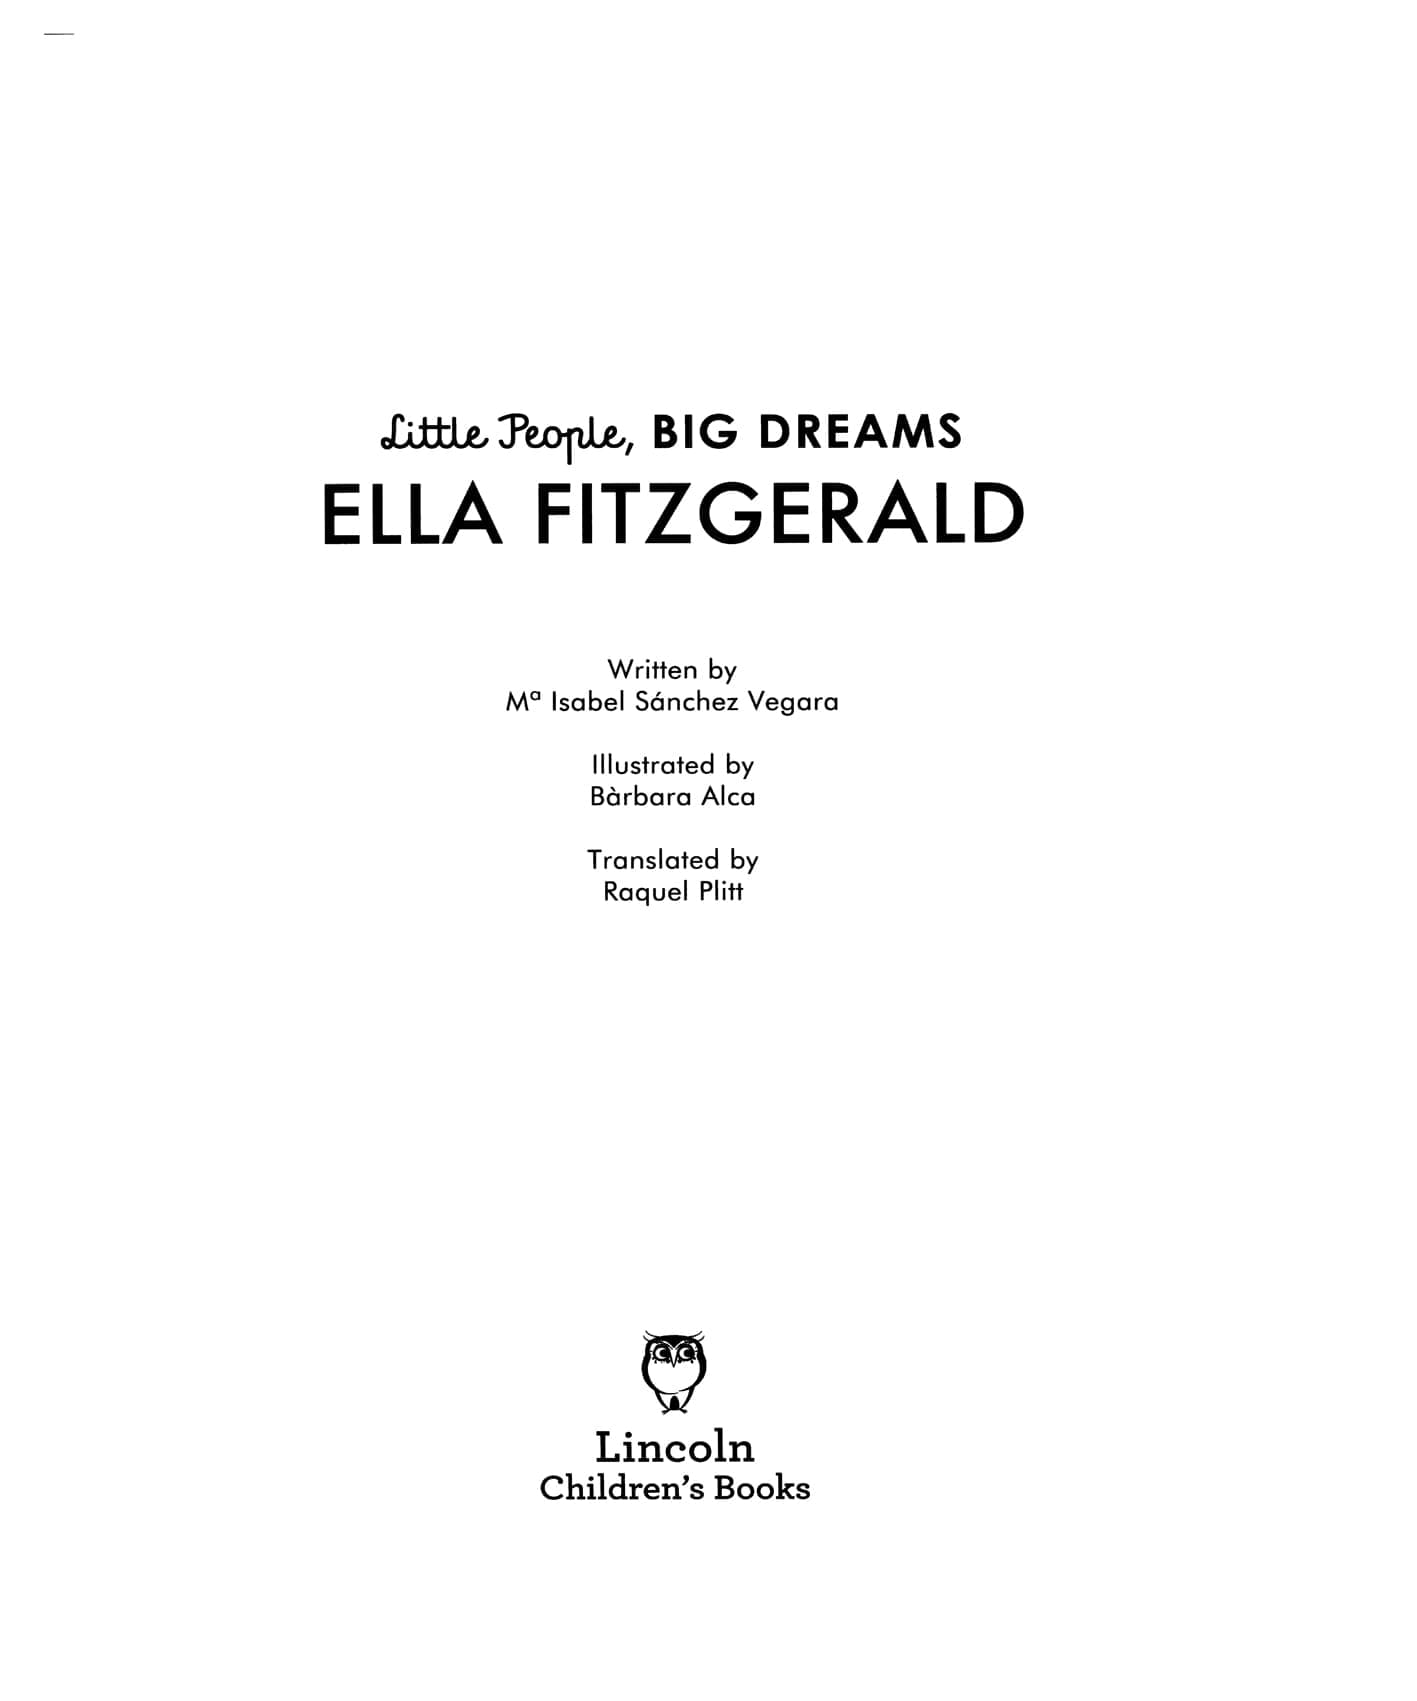 Little People, BIG DREAMS
ELLA FITZGERALD
Written by
Mª Isabel Sánchez Vegara
Illustrated by
Bàrbara Alca
Translated by
Raquel Plitt
Lincoln
Children's Books